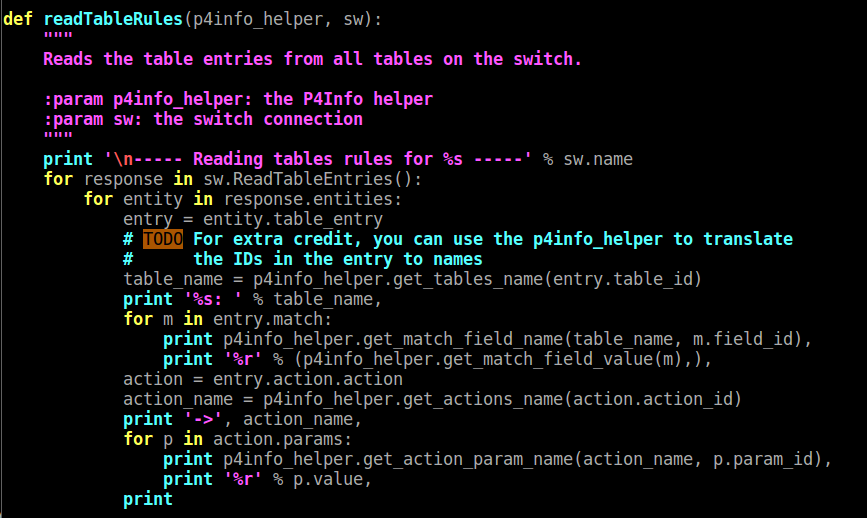 def readTableRules(p4info_helper, sw):
    """
    Reads the table entries from all tables on the switch.

    :param p4info_helper: the P4Info helper
    :param sw: the switch connection
    """
    print '\n----- Reading tables rules for %s -----' % sw.name
    for response in sw.ReadTableEntries():
        for entity in response.entities:
            entry = entity.table_entry
            # TODO For extra credit, you can use the p4info_helper to translate
            #      the IDs in the entry to names
            table_name = p4info_helper.get_tables_name(entry.table_id)
            print '%s: ' % table_name,
            for m in entry.match:
                print p4info_helper.get_match_field_name(table_name, m.field_id),
                print '%r' % (p4info_helper.get_match_field_value(m),),
            action = entry.action.action
            action_name = p4info_helper.get_actions_name(action.action_id)
            print '->', action_name,
            for p in action.params:
                print p4info_helper.get_action_param_name(action_name, p.param_id),
                print '%r' % p.value,
            print